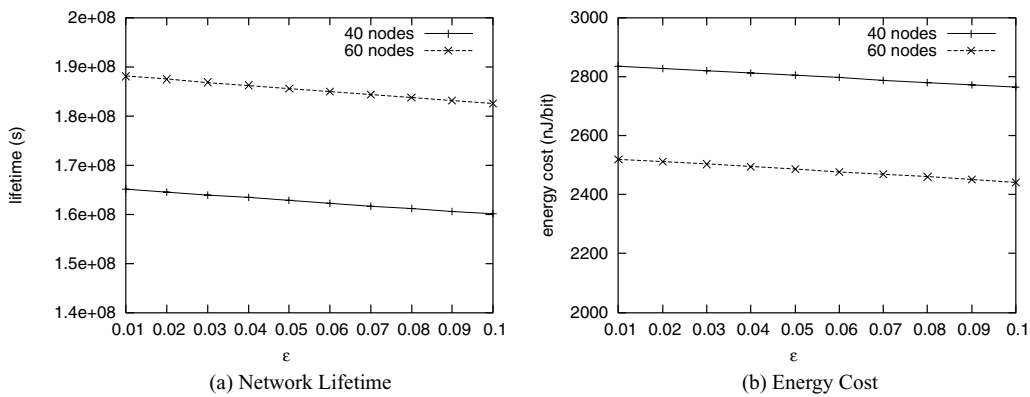 2e+08
1.9e+08
1.8e+08
1.7e+08
1.6e+08
1.5e+08
1.4e+08
lifetime (s)
40 nodes
60 nodes
0.01 0.02 0.03 0.04 0.05 0.06 0.07 0.08 0.09 0.1
ε
(a) Network Lifetime
3000
2800
2600
2400
2200
2000
energy cost (nJ/bit)
40 nodes
60 nodes
0.01 0.02 0.03 0.04 0.05 0.06 0.07 0.08 0.09 0.1
ε
(b) Energy Cost